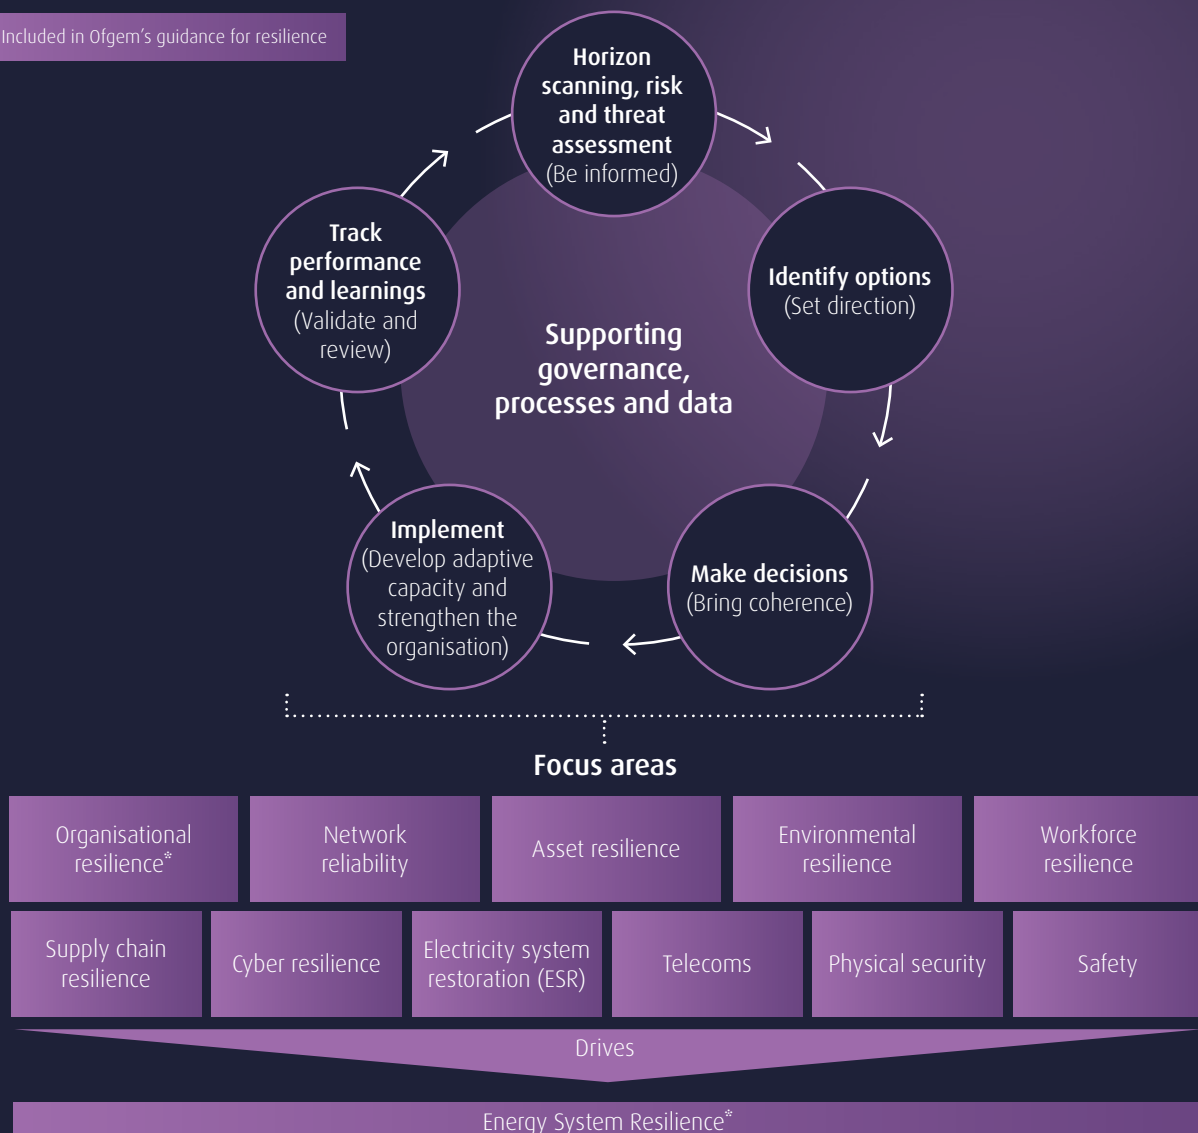 Included in Ofgem's guidance for resilience
Horizon
scanning, risk
and threat
assessment
(Be informed)
Track
performance
and learnings
(Validate and
review)
Identify options
(Set direction)
Supporting
governance,
processes and data
Implement
(Develop adaptive
capacity and
strengthen the
organisation)
Make decisions
(Bring coherence)
Focus areas
Organisational
resilience*
Network
reliability
Asset resilience
Environmental
resilience
Workforce
resilience
Supply chain
resilience
Cyber resilience
Electricity system
restoration (ESR)
Telecoms
Physical security
Safety
Drives
Energy System Resilience*